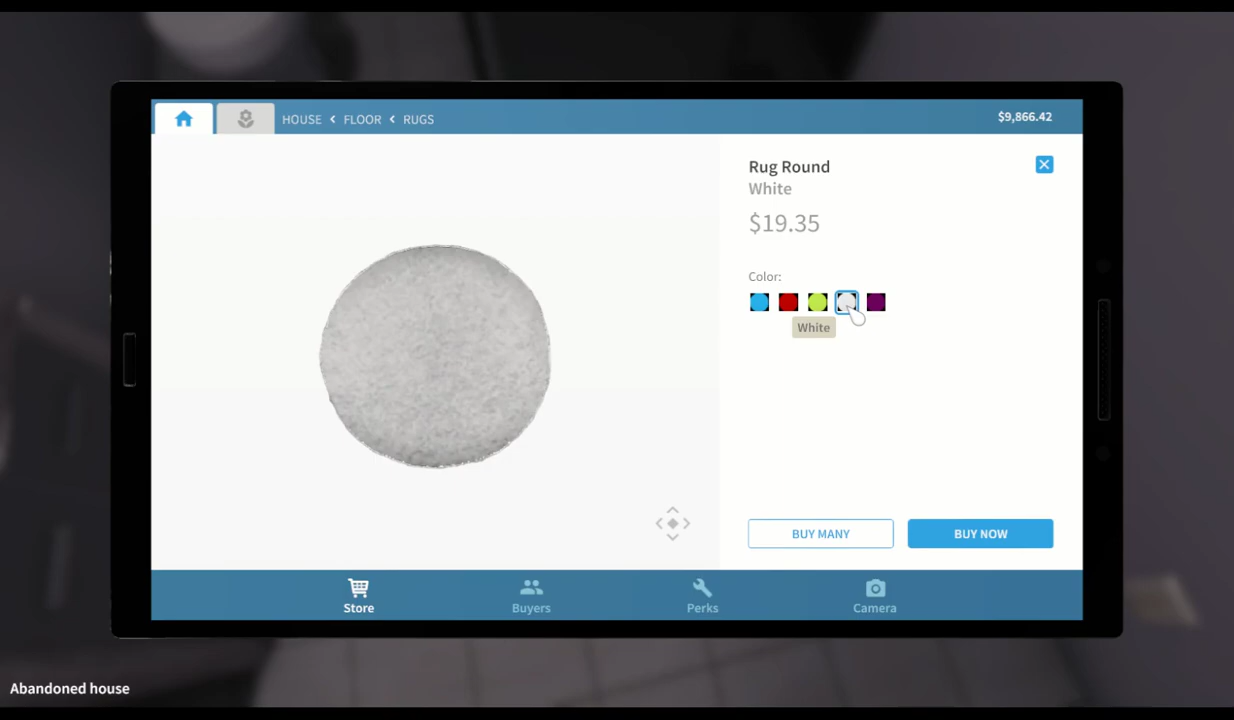 HOUSE < FLOOR < RUGS
$9,866.42
Rug Round
White
$19.35
Color:
White
BUY MANY
BUY NOW
Store
Buyers
Perks
Camera
Abandoned house